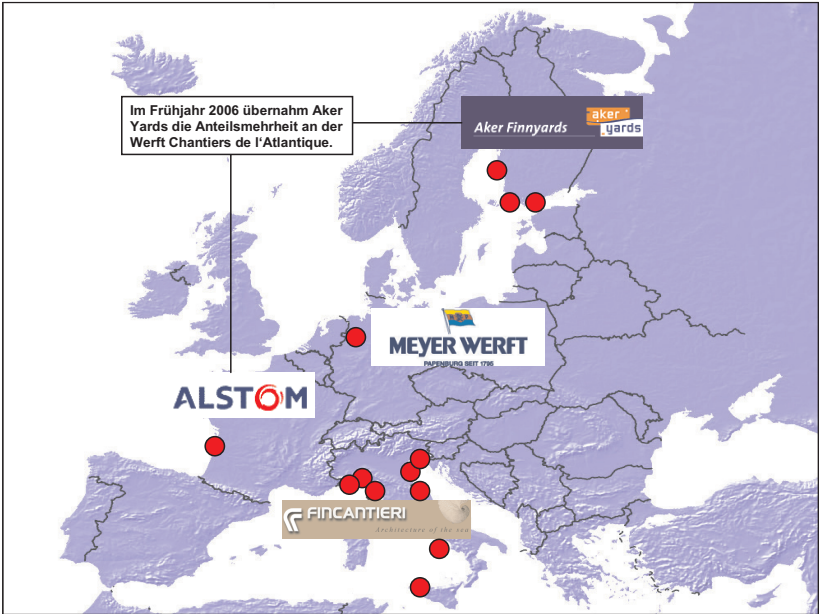 Im Frühjahr 2006 übernahm Aker
Yards die Anteilsmehrheit an der
Werft Chantiers de l'Atlantique.
Aker Finnyards
aker
yards
MEYER WERFT
PAPENBURG SEIT 1795
ALSTOM
FINCANTIERI
Architecture of the sea